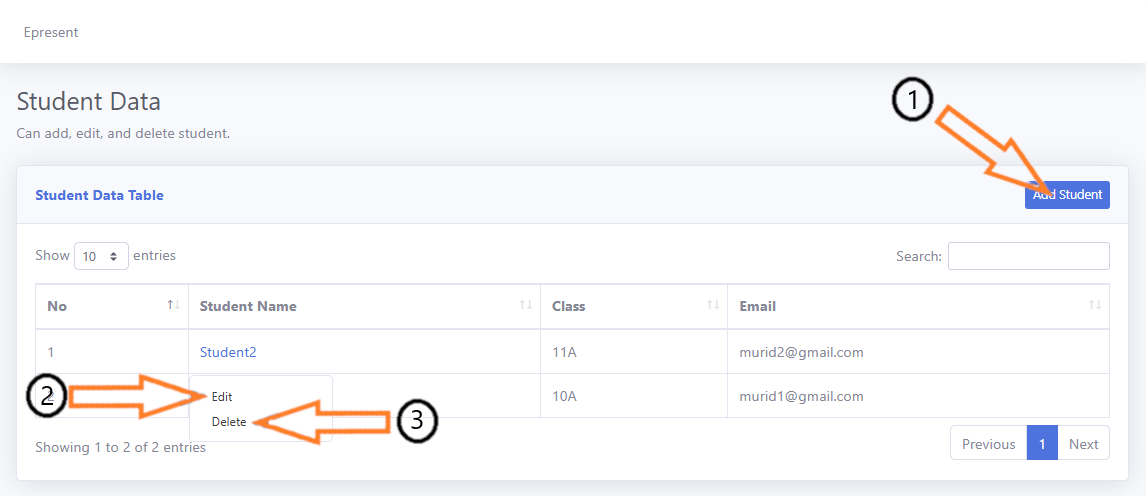 Epresent
Student Data
1
Can add, edit, and delete student.
Student Data Table
Add Student
Show 10 entries
Search:
No Student Name Class Email
1 Student2 11A murid2@gmail.com
2 Edit 10A murid1@gmail.com
Delete 3
Showing 1 to 2 of 2 entries
Previous 1 Next